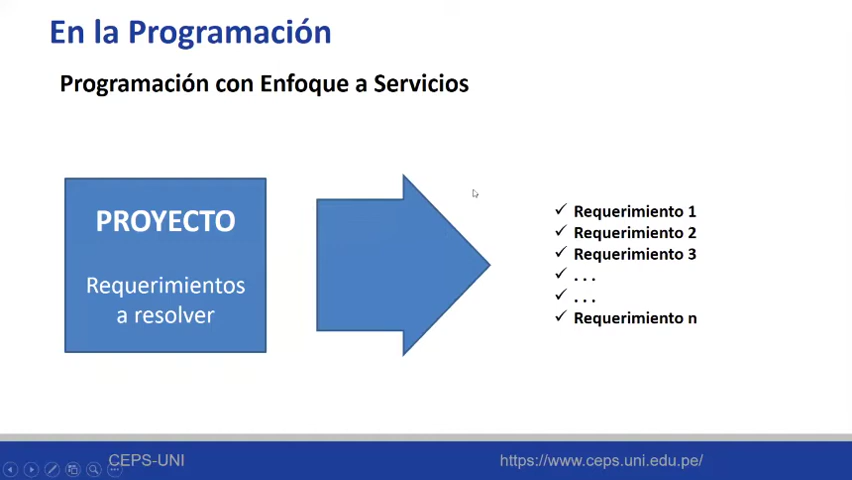 En la Programación
Programación con Enfoque a Servicios
PROYECTO
Requerimientos
a resolver
✓ Requerimiento 1
✓ Requerimiento 2
✓ Requerimiento 3
✓ . . .
✓ . . .
✓ Requerimiento n
CEPS-UNI
https://www.ceps.uni.edu.pe/